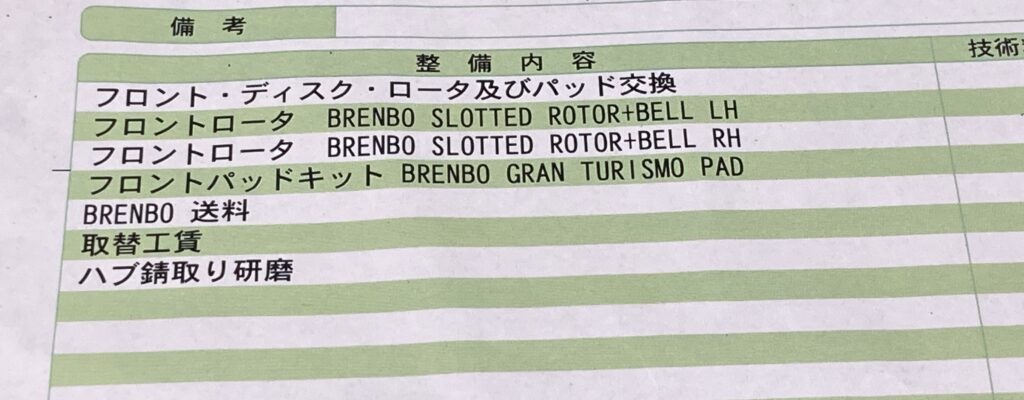 備考
整備内容
技術
フロント・ディスク・ロータ及びパッド交換
フロントロータ BRENBO SLOTTED ROTOR+BELL LH
フロントロータ BRENBO SLOTTED ROTOR+BELL RH
フロントパッドキット BRENBO GRAN TURISMO PAD
BRENBO 送料
取替工賃
ハブ錆取り研磨